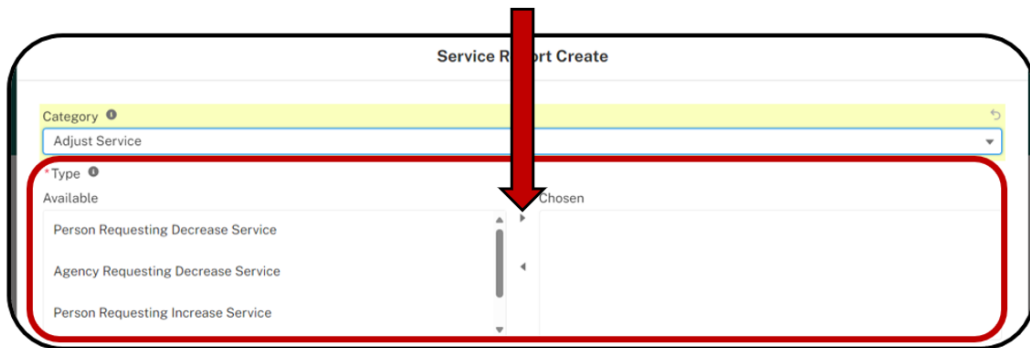 Service R ort Create
Category
Adjust Service
*Type
Available
Chosen
Person Requesting Decrease Service
Agency Requesting Decrease Service
Person Requesting Increase Service